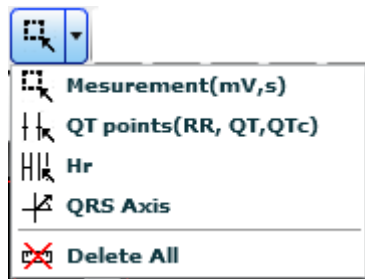 Mesurement(mV,s)
QT points(RR, QT,QTc)
Hr
QRS Axis
Delete All